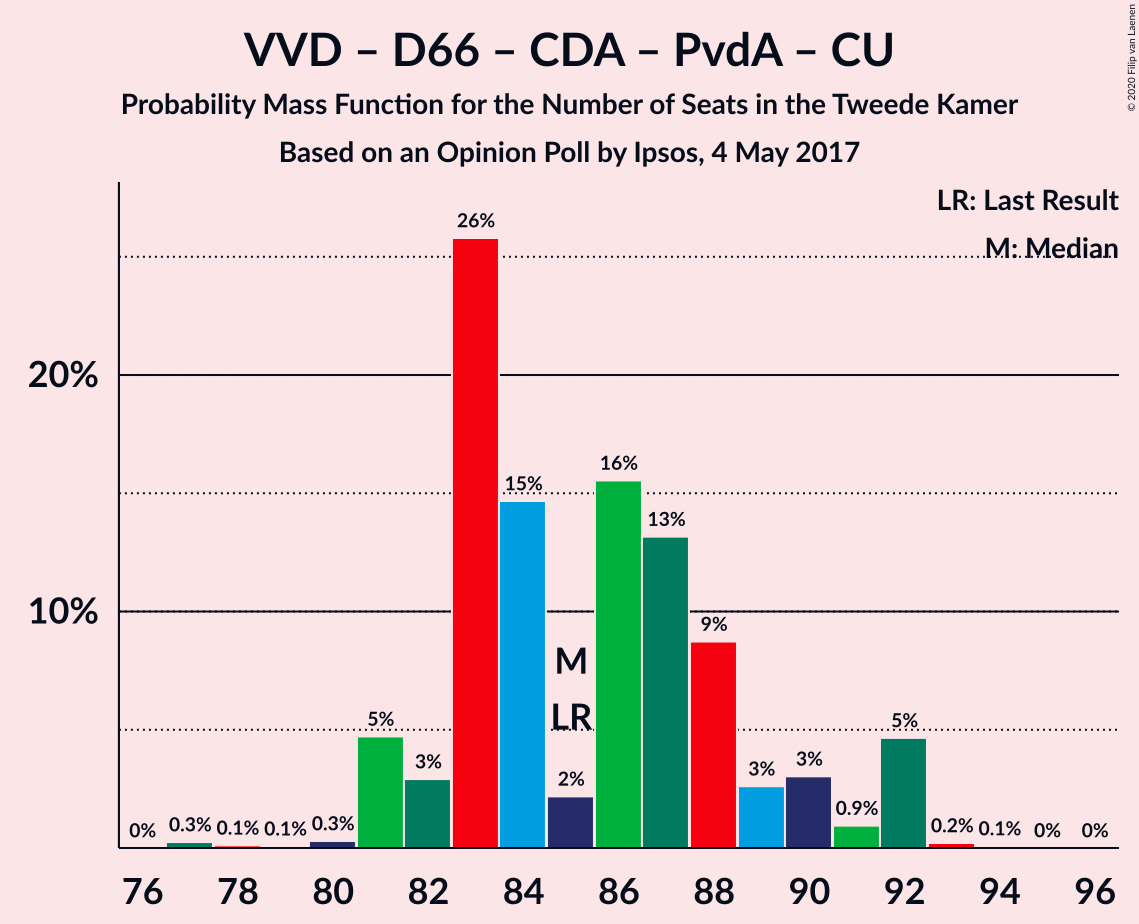 VVD – D66 – CDA – PvdA – CU
Probability Mass Function for the Number of Seats in the Tweede Kamer
Based on an Opinion Poll by Ipsos, 4 May 2017
© 2020 Filip van Laenen
LR: Last Result
M: Median
20%
10%
0%
0.3%
0.1%
0.1%
0.3%
5%
3%
26%
15%
2%
16%
13%
9%
3%
3%
0.9%
5%
0.2%
0.1%
0%
0%
M
LR
76 78 80 82 84 86 88 90 92 94 96